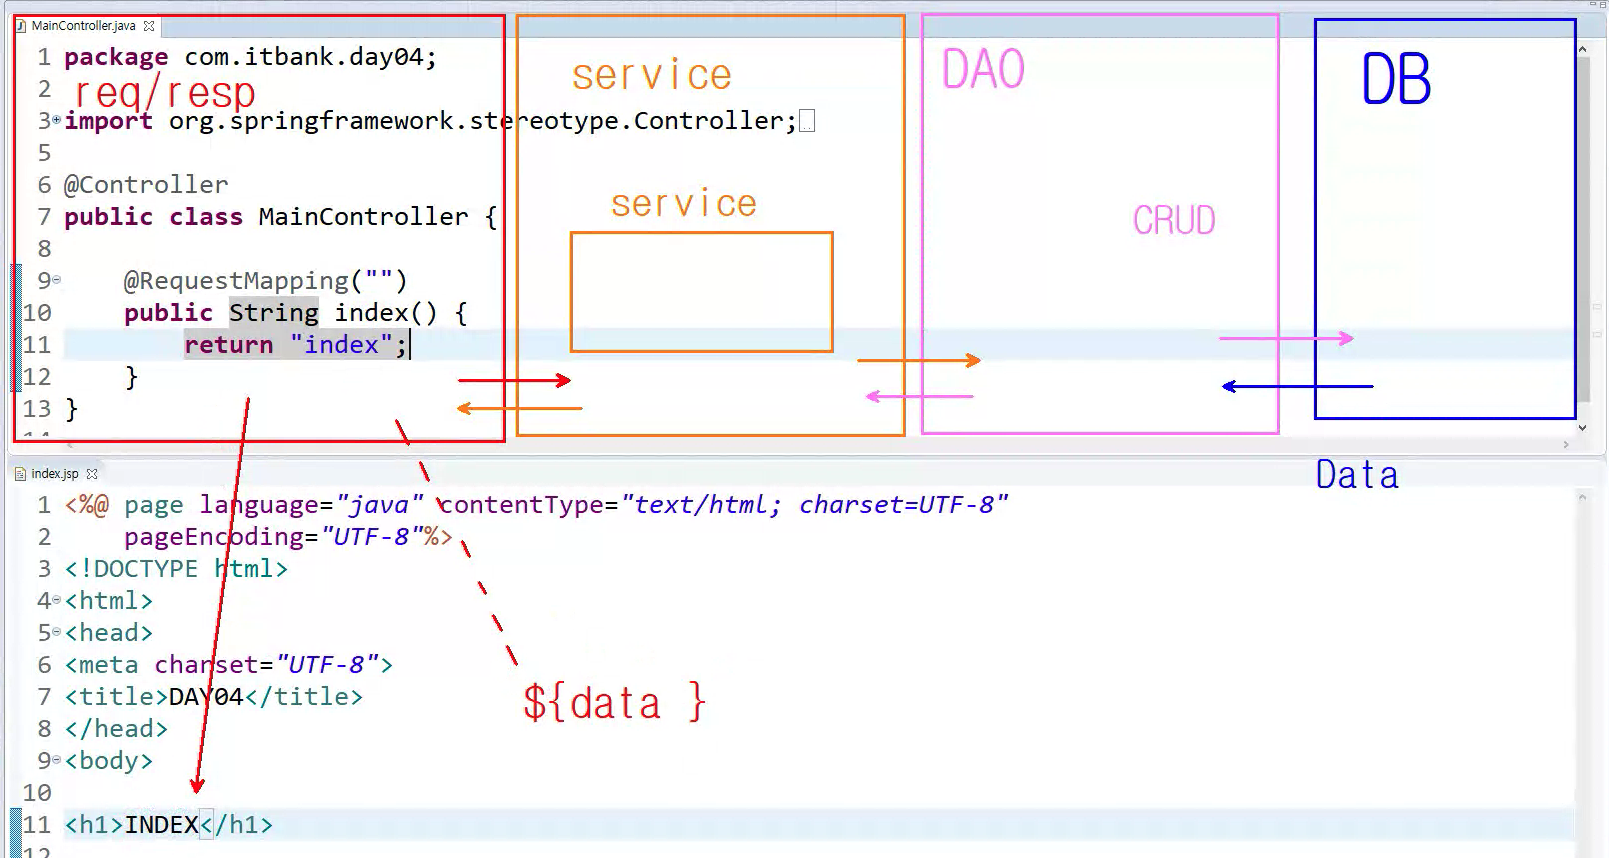 MainController.java
1 package com.itbank.day04;
2
req/resp
3 import org.springframework.stereotype.Controller;
5
6 @Controller
7 public class MainController {
8
9 @RequestMapping("")
10 public String index() {
11 return "index";
12 }
13 }
service
service
DAO
CRUD
DB
Data
index.jsp
1 <%@ page language="java" contentType="text/html; charset=UTF-8"
2 pageEncoding="UTF-8"%>
3 <!DOCTYPE html>
4 <html>
5 <head>
6 <meta charset="UTF-8">
7 <title>DAY04</title>
8 </head>
9 <body>
10
11 <h1>INDEX</h1>
12
${data }